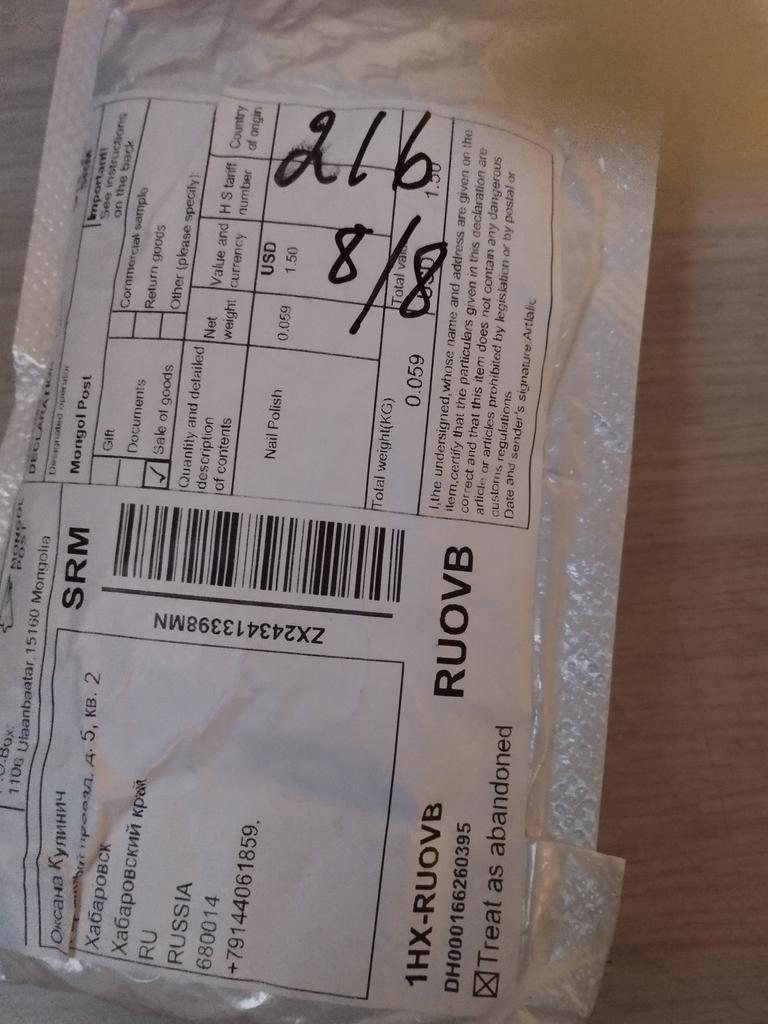 MONGOL
POST
P.O.Box:
1106 Ulaanbaatar,15160 Mongolia
SRM
ZX243413398MN
Оксана Кулинич
проезд, д. 5, кв. 2
Хабаровск
Хабаровский край
RU
RUSSIA
680014
+79144061859,
1HX-RUOVB
DH000166260395
☒ Treat as abandoned
RUOVB
DECLARATION
Designated operator
Mongol Post
Important!
See instructions
on the back
Gift
Commercial sample
Documents
Return goods
✓ Sale of goods
Other (please specify):
Quantity and detailed
description
of contents
Net
weight
Value and
currency
H S tariff
number
Country
of origin
USD
Nail Polish
0.059
1.50
216
8/8
Total weight(KG)
0.059
1.50
I,the undersigned,whose name and address are given on the
item,certify that the particulars given in this declaration are
correct and that this item does not contain any dangerous
article or articles prohibited by legislation or by postal or
customs regulations
Date and sender's signature:Artlalic